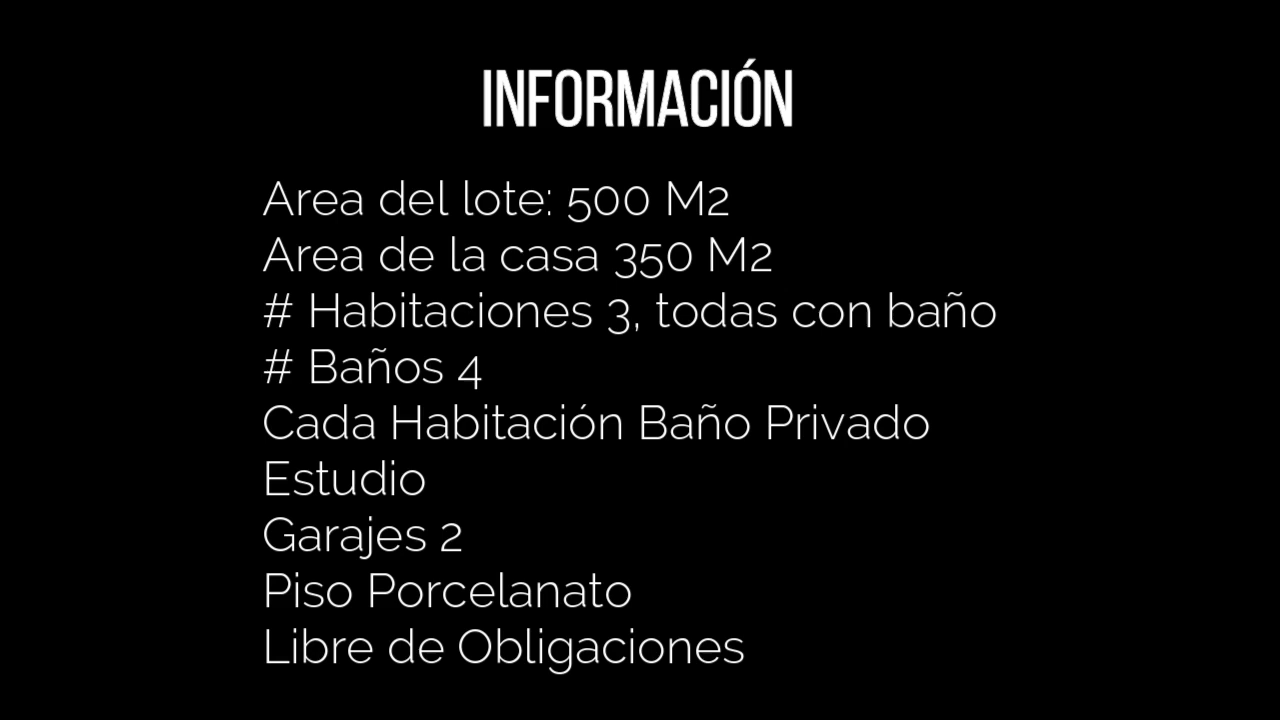 INFORMACIÓN
Area del lote: 500 M2
Area de la casa 350 M2
# Habitaciones 3, todas con baño
# Baños 4
Cada Habitación Baño Privado
Estudio
Garajes 2
Piso Porcelanato
Libre de Obligaciones